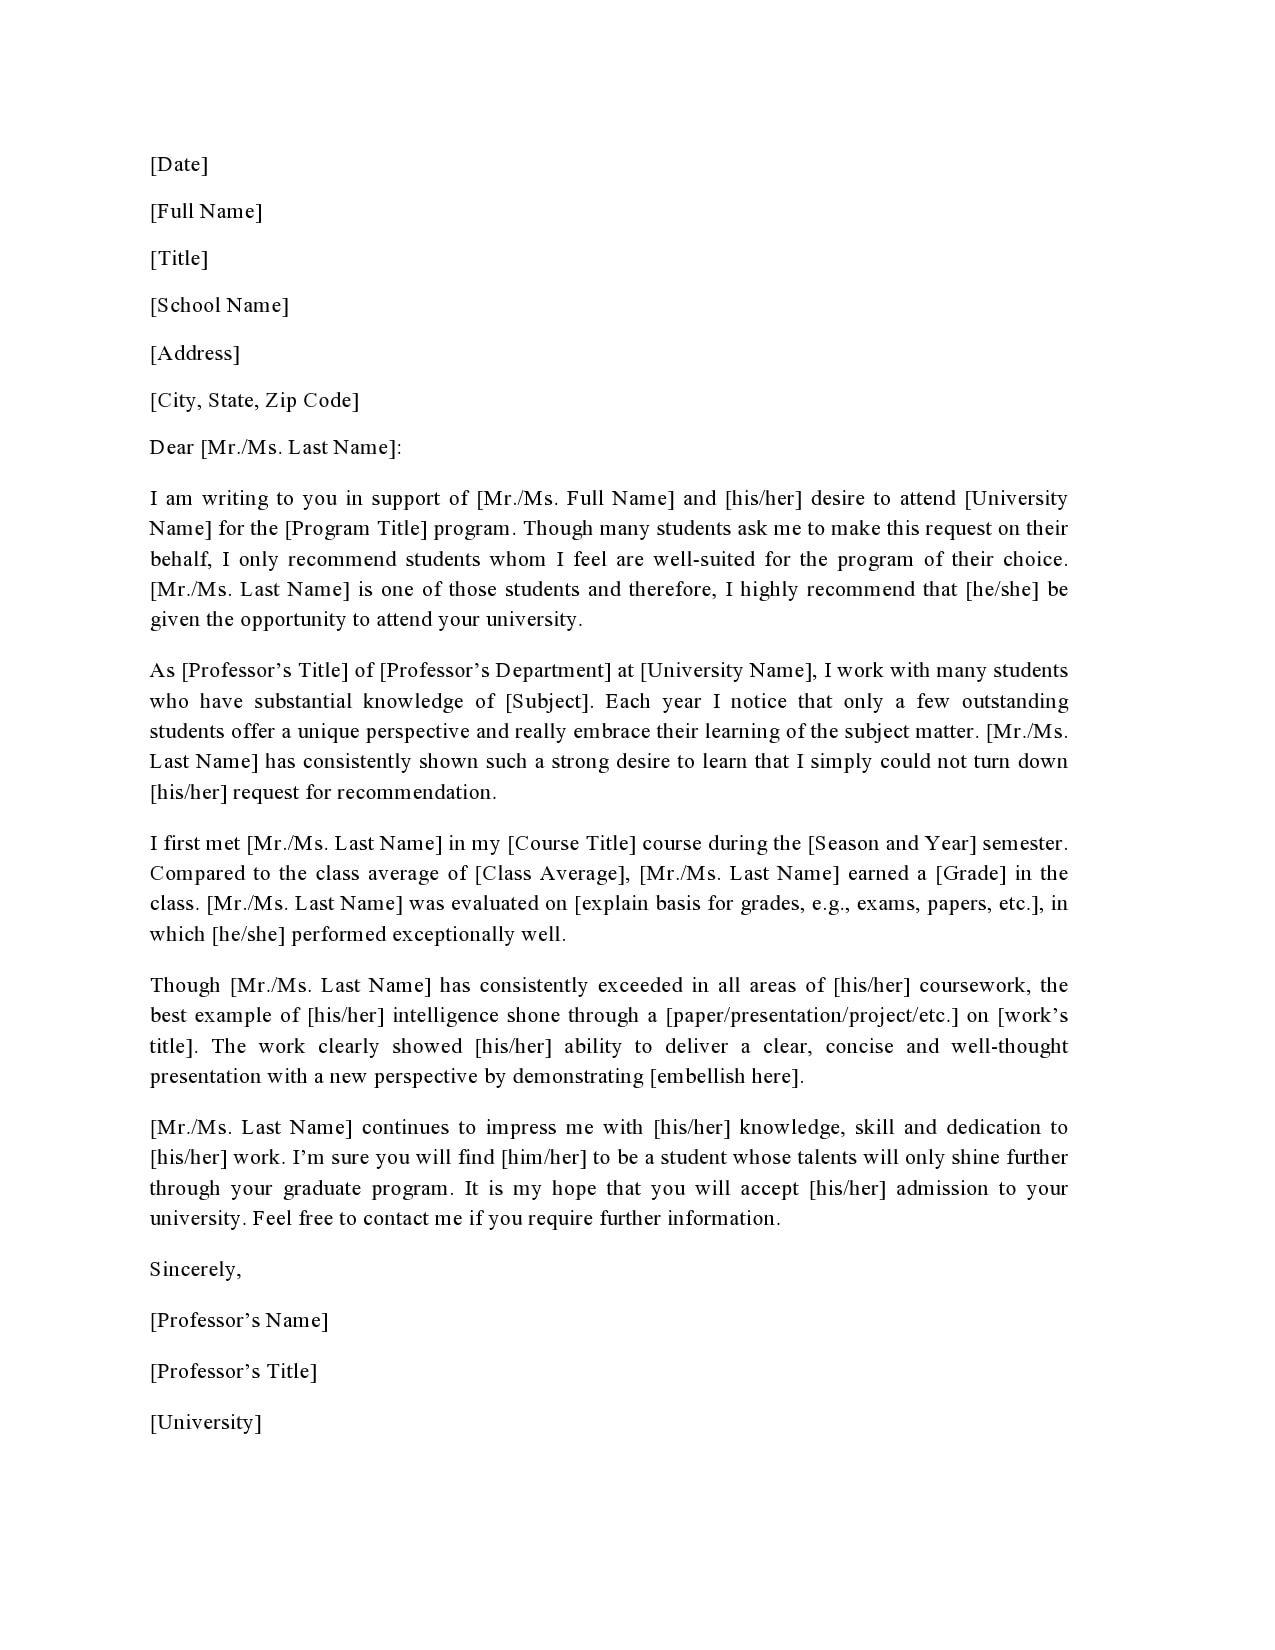 [Date]
[Full Name]
[Title]
[School Name]
[Address]
[City, State, Zip Code]
Dear [Mr./Ms. Last Name]:
I am writing to you in support of [Mr./Ms. Full Name] and [his/her] desire to attend [University
Name] for the [Program Title] program. Though many students ask me to make this request on their
behalf, I only recommend students whom I feel are well-suited for the program of their choice.
[Mr./Ms. Last Name] is one of those students and therefore, I highly recommend that [he/she] be
given the opportunity to attend your university.
As [Professor’s Title] of [Professor’s Department] at [University Name], I work with many students
who have substantial knowledge of [Subject]. Each year I notice that only a few outstanding
students offer a unique perspective and really embrace their learning of the subject matter. [Mr./Ms.
Last Name] has consistently shown such a strong desire to learn that I simply could not turn down
[his/her] request for recommendation.
I first met [Mr./Ms. Last Name] in my [Course Title] course during the [Season and Year] semester.
Compared to the class average of [Class Average], [Mr./Ms. Last Name] earned a [Grade] in the
class. [Mr./Ms. Last Name] was evaluated on [explain basis for grades, e.g., exams, papers, etc.], in
which [he/she] performed exceptionally well.
Though [Mr./Ms. Last Name] has consistently exceeded in all areas of [his/her] coursework, the
best example of [his/her] intelligence shone through a [paper/presentation/project/etc.] on [work’s
title]. The work clearly showed [his/her] ability to deliver a clear, concise and well-thought
presentation with a new perspective by demonstrating [embellish here].
[Mr./Ms. Last Name] continues to impress me with [his/her] knowledge, skill and dedication to
[his/her] work. I’m sure you will find [him/her] to be a student whose talents will only shine further
through your graduate program. It is my hope that you will accept [his/her] admission to your
university. Feel free to contact me if you require further information.
Sincerely,
[Professor’s Name]
[Professor’s Title]
[University]